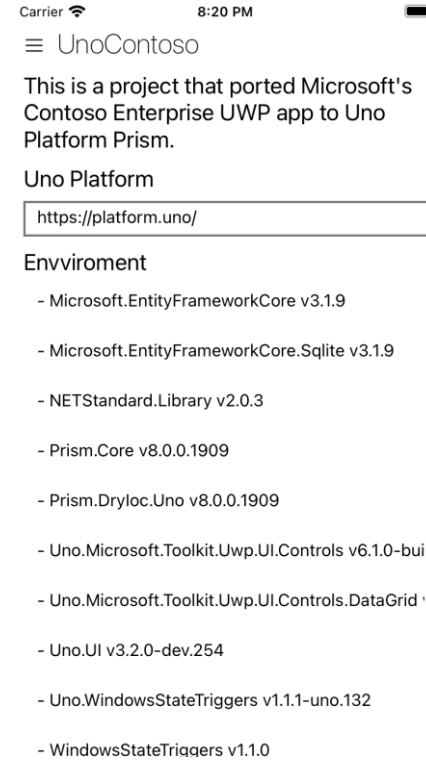 Carrier 8:20 PM
UnoContoso
This is a project that ported Microsoft's
Contoso Enterprise UWP app to Uno
Platform Prism.
Uno Platform
https://platform.uno/
Envviroment
- Microsoft.EntityFrameworkCore v3.1.9
- Microsoft.EntityFrameworkCore.Sqlite v3.1.9
- NETStandard.Library v2.0.3
- Prism.Core v8.0.0.1909
- Prism.DryIoc.Uno v8.0.0.1909
- Uno.Microsoft.Toolkit.Uwp.UI.Controls v6.1.0-bui
- Uno.Microsoft.Toolkit.Uwp.UI.Controls.DataGrid
- Uno.UI v3.2.0-dev.254
- Uno.WindowsStateTriggers v1.1.1-uno.132
- WindowsStateTriggers v1.1.0